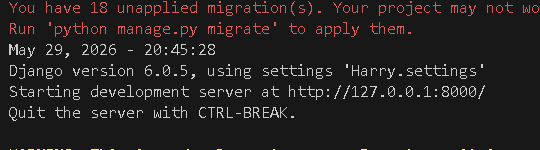 You have 18 unapplied migration(s). Your project may not wo
Run 'python manage.py migrate' to apply them.
May 29, 2026 - 20:45:28
Django version 6.0.5, using settings 'Harry.settings'
Starting development server at http://127.0.0.1:8000/
Quit the server with CTRL-BREAK.